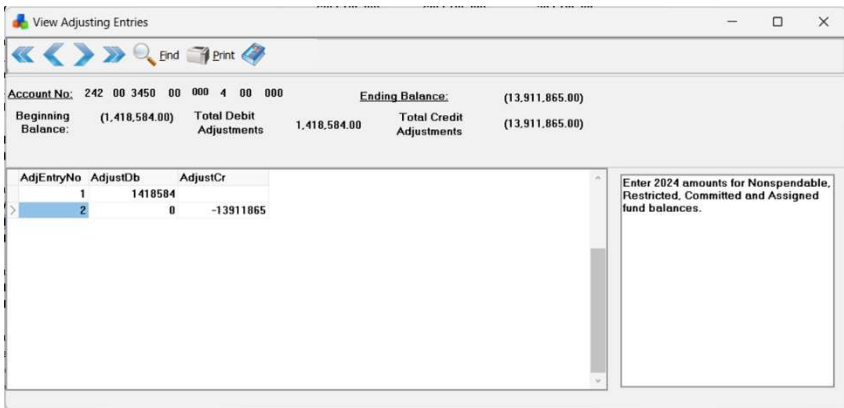 View Adjusting Entries
Find Print
Account No: 242 00 3450 00 000 4 00 000 Ending Balance: (13,911,865.00)
Beginning Balance: (1,418,584.00) Total Debit Adjustments 1,418,584.00 Total Credit Adjustments (13,911,865.00)
AdjEntryNo AdjustDb AdjustCr
1 1418584
2 0 -13911865
Enter 2024 amounts for Nonspendable,
Restricted, Committed and Assigned
fund balances.